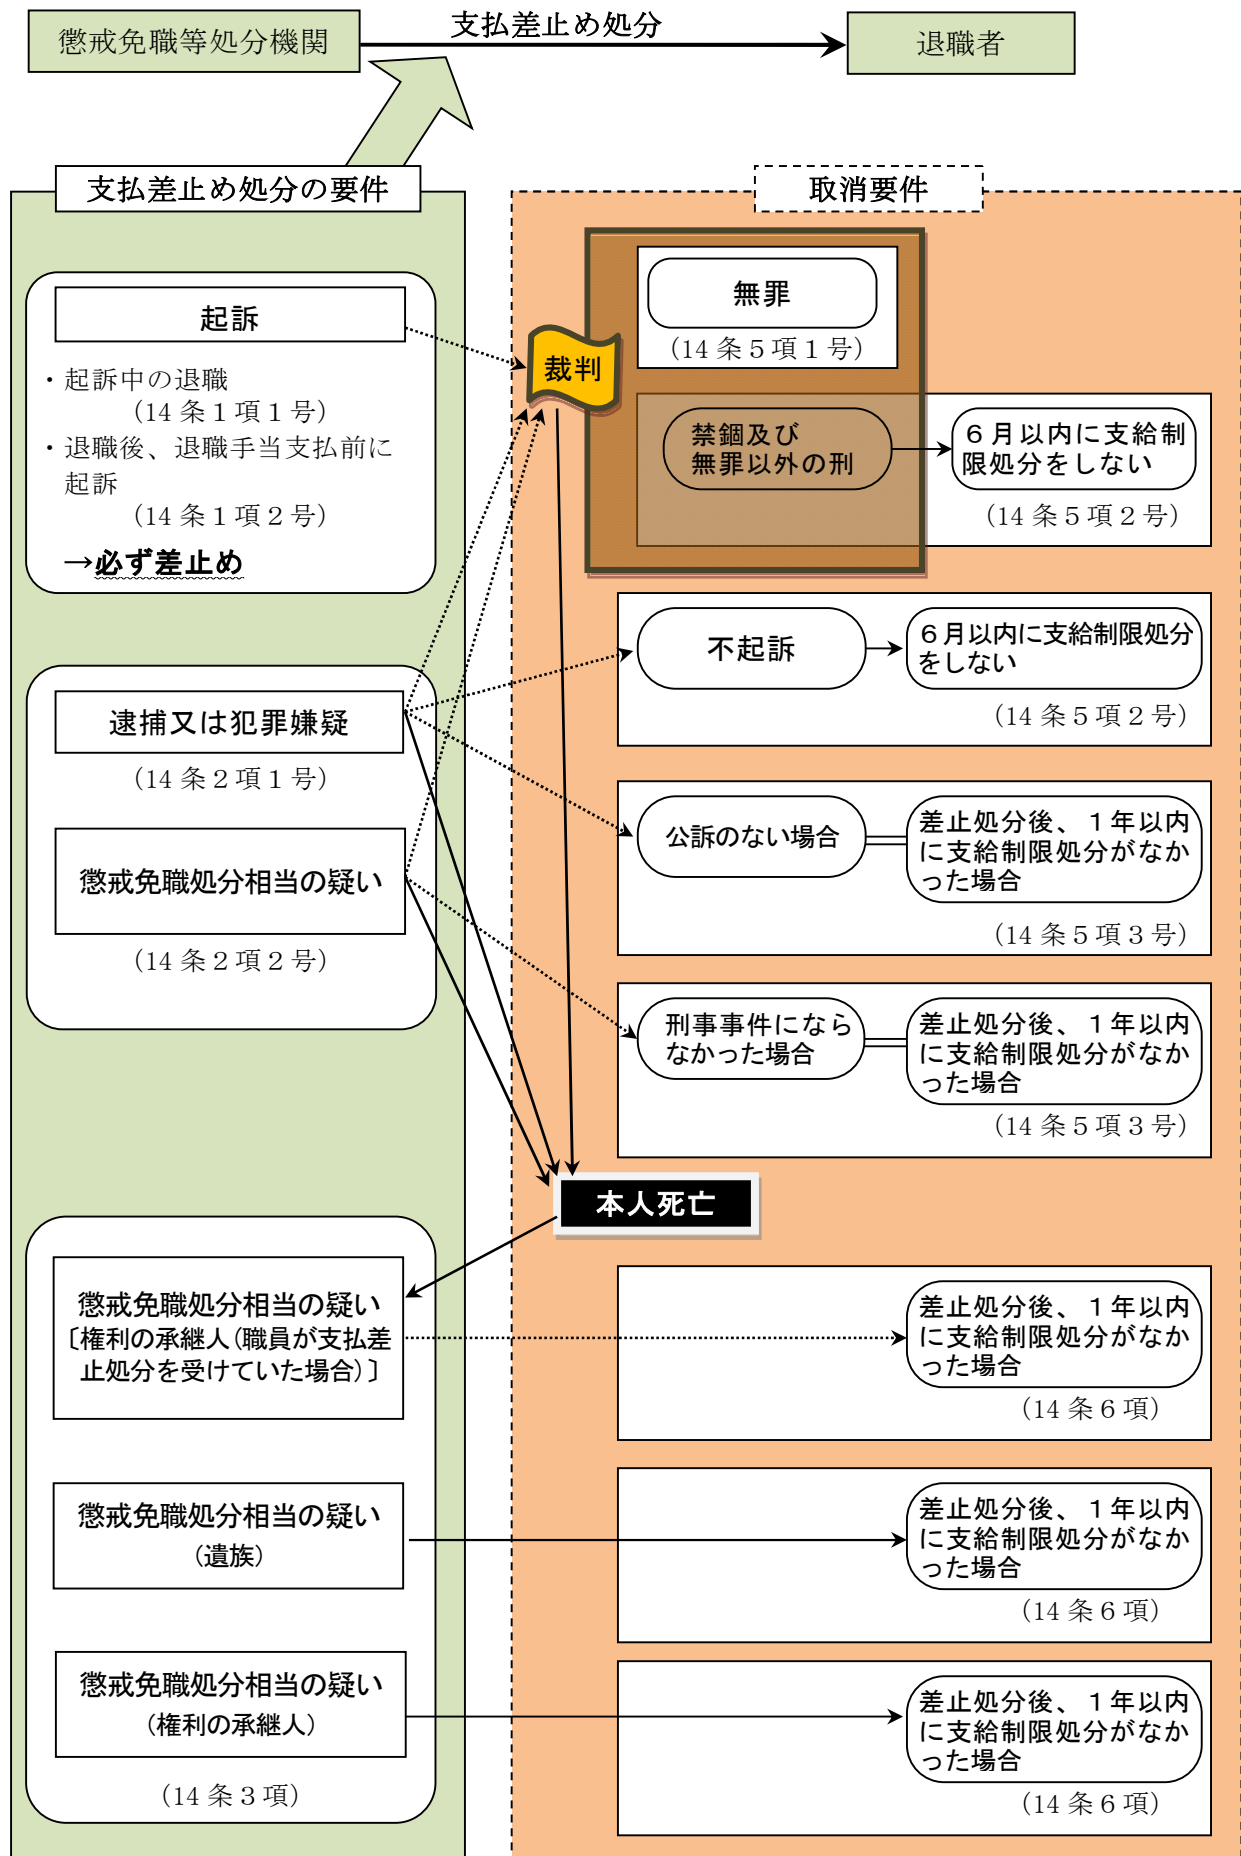 懲戒免職等処分機関
支払差止め処分
退職者
支払差止め処分の要件
起訴
・起訴中の退職
（14条１項１号）
・退職後、退職手当支払前に
起訴
（14条１項２号）
→必ず差止め
逮捕又は犯罪嫌疑
（14条２項１号）
懲戒免職処分相当の疑い
（14条２項２号）
懲戒免職処分相当の疑い
〔権利の承継人（職員が支払差
止処分を受けていた場合）〕
懲戒免職処分相当の疑い
（遺族）
懲戒免職処分相当の疑い
（権利の承継人）
（14条３項）
取消要件
裁判
無罪
（14条５項１号）
禁錮及び
無罪以外の刑
６月以内に支給制
限処分をしない
（14条５項２号）
不起訴
６月以内に支給制限処分
をしない
（14条５項２号）
公訴のない場合
差止処分後、１年以内
に支給制限処分がなか
った場合
（14条５項３号）
刑事事件になら
なかった場合
差止処分後、１年以内
に支給制限処分がなか
った場合
（14条５項３号）
本人死亡
差止処分後、１年以内
に支給制限処分がなか
った場合
（14条６項）
差止処分後、１年以内
に支給制限処分がなか
った場合
（14条６項）
差止処分後、１年以内
に支給制限処分がなか
った場合
（14条６項）